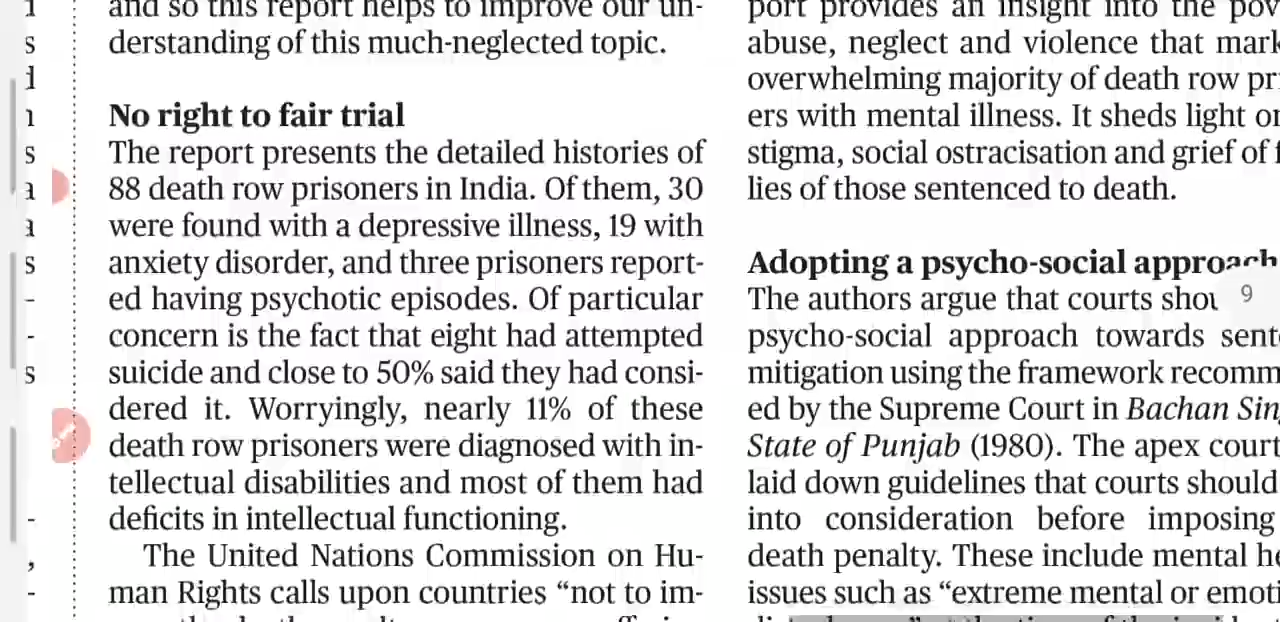 and so this report helps to improve our un-
derstanding of this much-neglected topic.
No right to fair trial
The report presents the detailed histories of
88 death row prisoners in India. Of them, 30
were found with a depressive illness, 19 with
anxiety disorder, and three prisoners report-
ed having psychotic episodes. Of particular
concern is the fact that eight had attempted
suicide and close to 50% said they had consi-
dered it. Worryingly, nearly 11% of these
death row prisoners were diagnosed with in-
tellectual disabilities and most of them had
deficits in intellectual functioning.
The United Nations Commission on Hu-
man Rights calls upon countries “not to im-
port provides an insight into the pov
abuse, neglect and violence that mark
overwhelming majority of death row pr
ers with mental illness. It sheds light
stigma, social ostracisation and grief of
lies of those sentenced to death.
Adopting a psycho-social approach
The authors argue that courts shou
9
psycho-social approach towards sent
mitigation using the framework recomm
ed by the Supreme Court in Bachan Sin
State of Punjab (1980). The apex court
laid down guidelines that courts should
into consideration before imposing
death penalty. These include mental he
issues such as “extreme mental or emoti